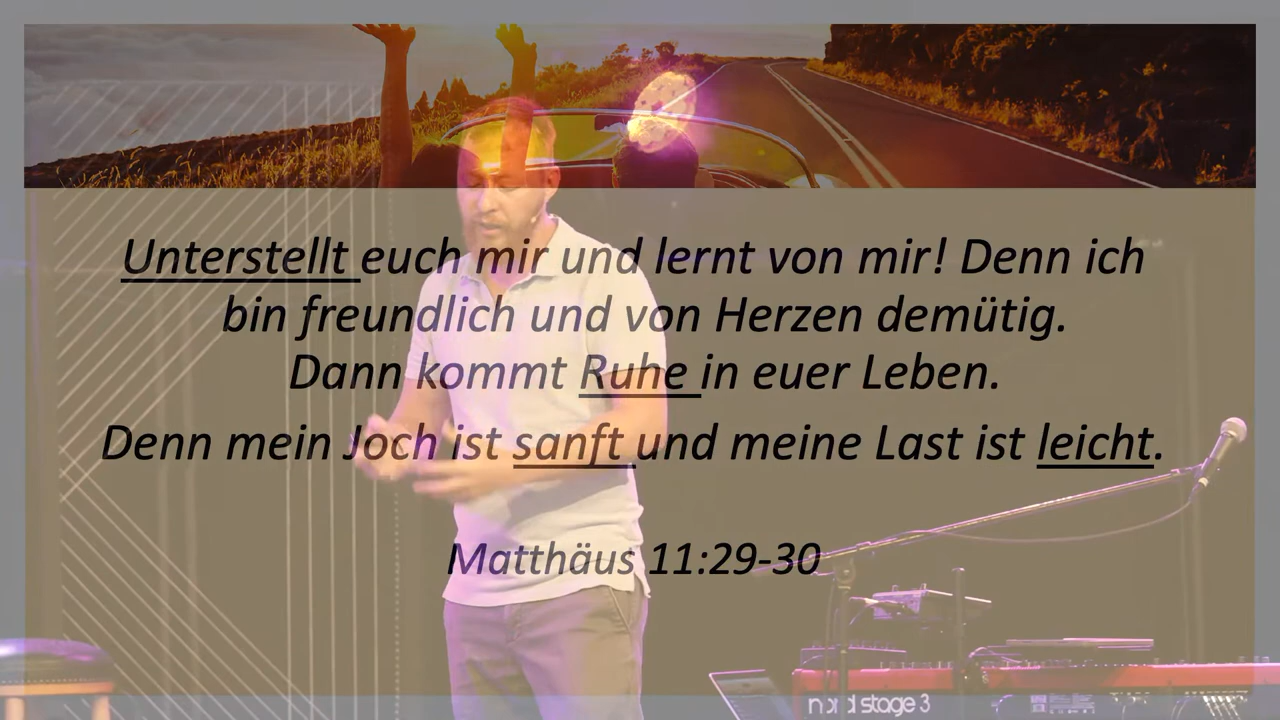 Unterstellt euch mir und lernt von mir! Denn ich
bin freundlich und von Herzen demütig.
Dann kommt Ruhe in euer Leben.
Denn mein Joch ist sanft und meine Last ist leicht.
Matthäus 11:29-30
nord stage 3